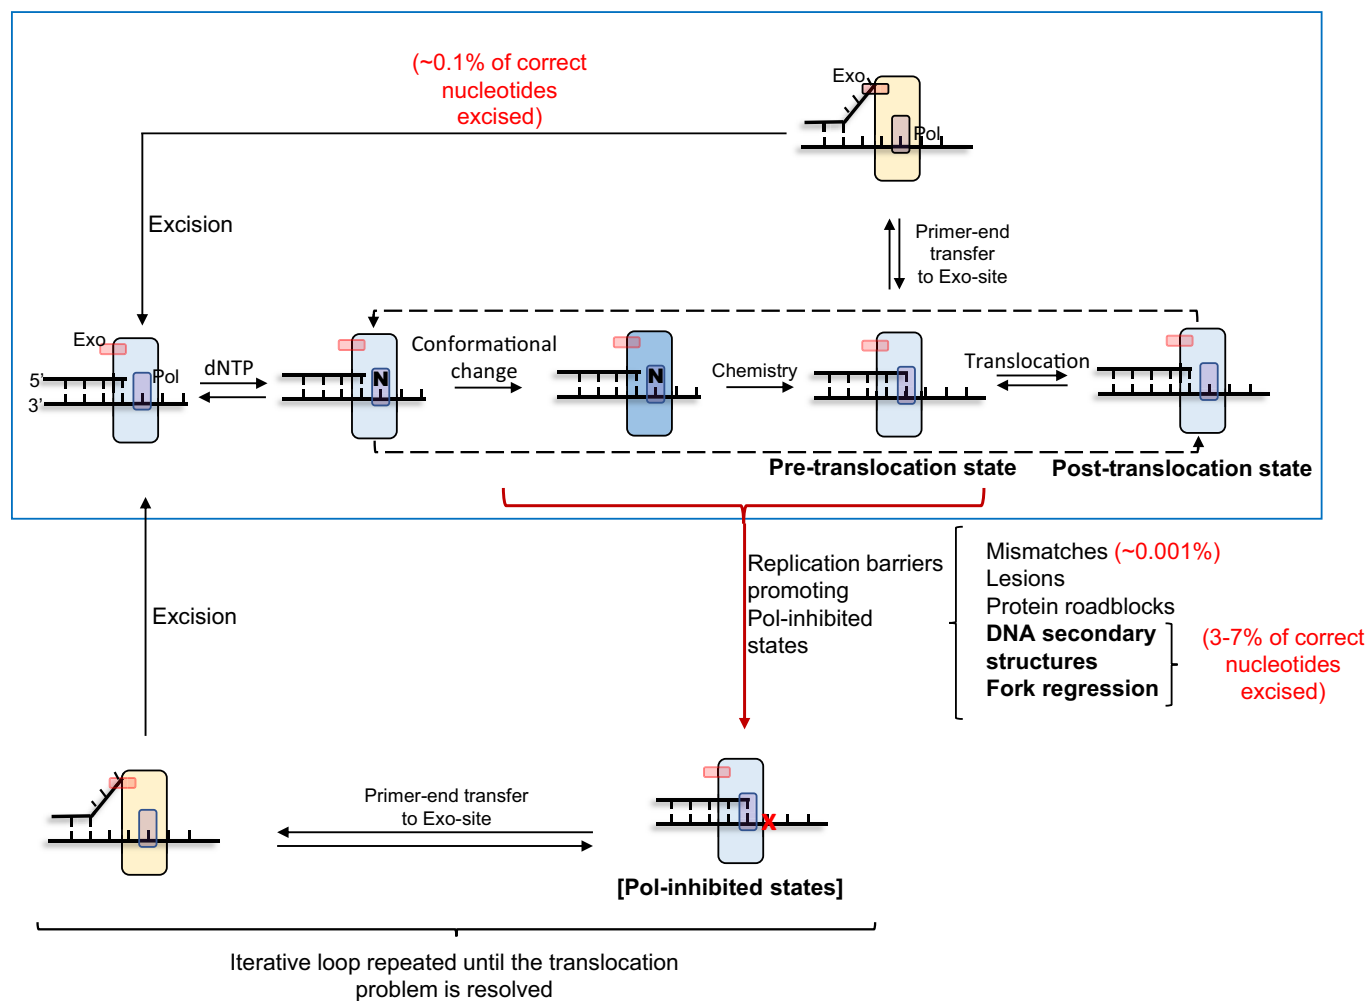 (~0.1% of correct
nucleotides
excised)
Exo
Pol
Excision
Primer-end
transfer
to Exo-site
Exo
Pol
5'
3'
dNTP
N
Conformational
change
N
Chemistry
Translocation
Pre-translocation state
Post-translocation state
Excision
Replication barriers
promoting
Pol-inhibited
states
Mismatches (~0.001%)
Lesions
Protein roadblocks
DNA secondary
structures
Fork regression
(3-7% of correct
nucleotides
excised)
Primer-end transfer
to Exo-site
X
[Pol-inhibited states]
Iterative loop repeated until the translocation
problem is resolved